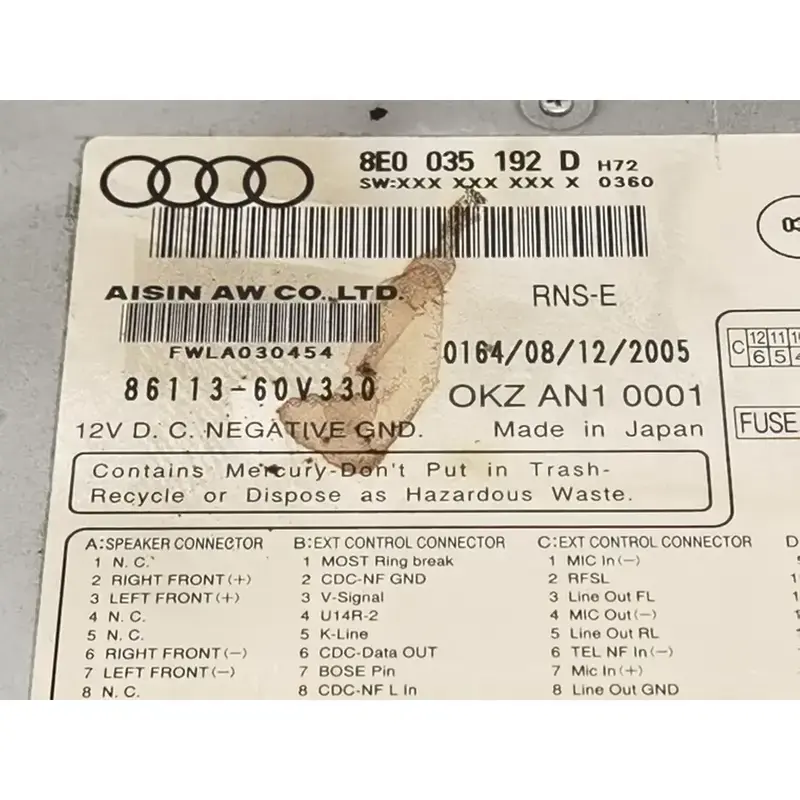 8E0 035 192 D H72
SW:XXX XXX XXX X 0360
AISIN AW CO.,LTD.
RNS-E
FWLA030454
0164/08/12/2005
86113-60V330
OKZ AN1 0001
12V D. C. NEGATIVE GND.
Made in Japan
C 12 11
6 5 4
FUSE
Contains Mercury-Don't Put in Trash-
Recycle or Dispose as Hazardous Waste.
A:SPEAKER CONNECTOR
1 N. C.
2 RIGHT FRONT(+)
3 LEFT FRONT(+)
4 N. C.
5 N. C.
6 RIGHT FRONT(-)
7 LEFT FRONT(-)
8 N. C.
B:EXT CONTROL CONNECTOR
1 MOST Ring break
2 CDC-NF GND
3 V-Signal
4 U14R-2
5 K-Line
6 CDC-Data OUT
7 BOSE Pin
8 CDC-NF L In
C:EXT CONTROL CONNECTOR
1 MIC In(-)
2 RFSL
3 Line Out FL
4 MIC Out(-)
5 Line Out RL
6 TEL NF In(-)
7 Mic In(+)
8 Line Out GND
D